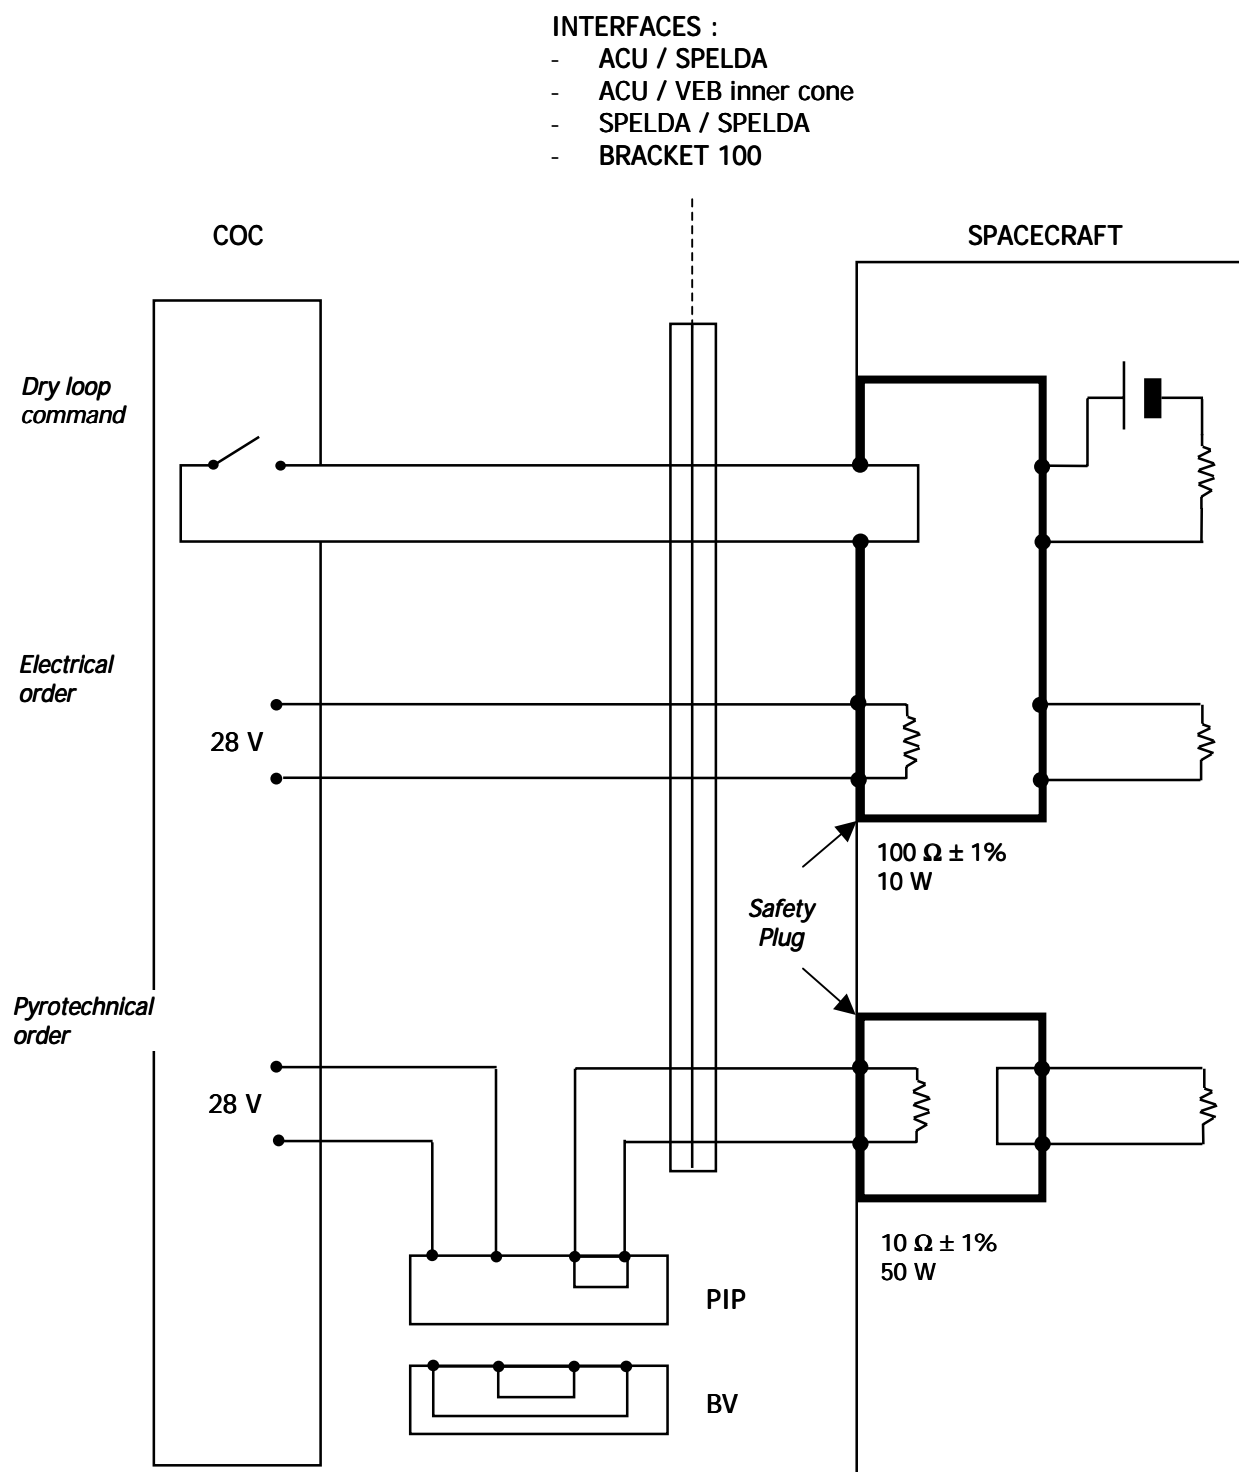 INTERFACES :
- ACU / SPELDA
- ACU / VEB inner cone
- SPELDA / SPELDA
- BRACKET 100
COC
SPACECRAFT
Dry loop
command
Electrical
order
28 V
100 Ω ± 1%
10 W
Safety
Plug
Pyrotechnical
order
28 V
10 Ω ± 1%
50 W
PIP
BV